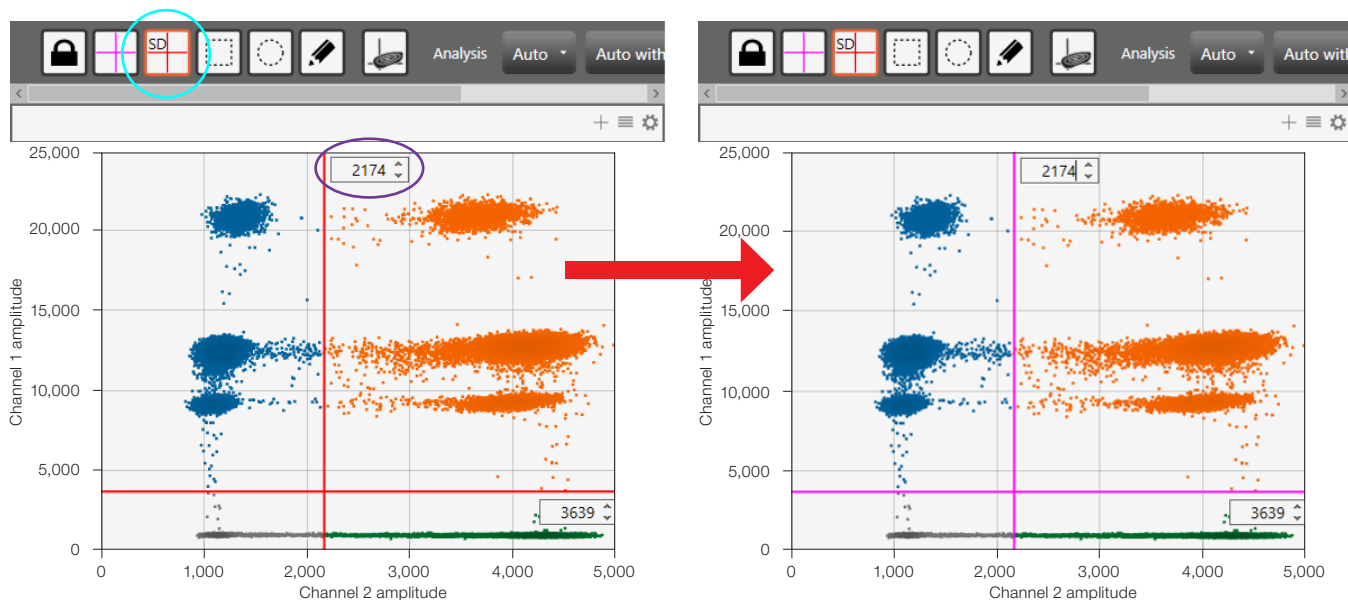 SD
Analysis
Auto
Auto with
25,000
20,000
15,000
10,000
5,000
0
Channel 1 amplitude
2174
3639
0 1,000 2,000 3,000 4,000 5,000
Channel 2 amplitude
SD
Analysis
Auto
Auto with
25,000
20,000
15,000
10,000
5,000
0
Channel 1 amplitude
2174
3639
0 1,000 2,000 3,000 4,000 5,000
Channel 2 amplitude